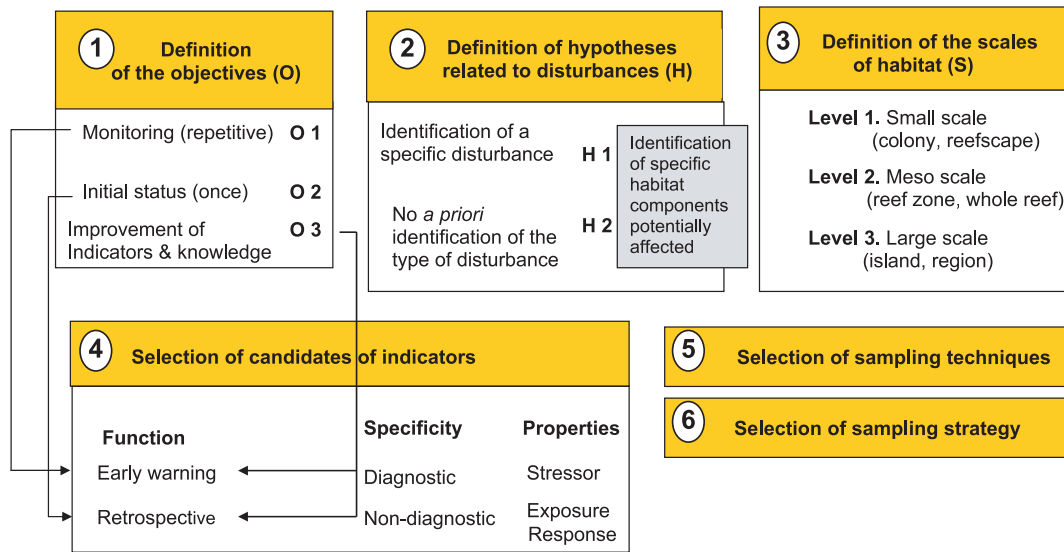 1
Definition
of the objectives (O)
Monitoring (repetitive) O 1
Initial status (once) O 2
Improvement of
Indicators & knowledge O 3
2
Definition of hypotheses
related to disturbances (H)
Identification of a
specific disturbance H 1
No a priori
identification of the
type of disturbance H 2
Identification
of specific
habitat
components
potentially
affected
3
Definition of the scales
of habitat (S)
Level 1. Small scale
(colony, reefscape)
Level 2. Meso scale
(reef zone, whole reef)
Level 3. Large scale
(island, region)
4
Selection of candidates of indicators
Function Specificity Properties
Early warning Diagnostic Stressor
Retrospective Non-diagnostic Exposure
Response
5
Selection of sampling techniques
6
Selection of sampling strategy